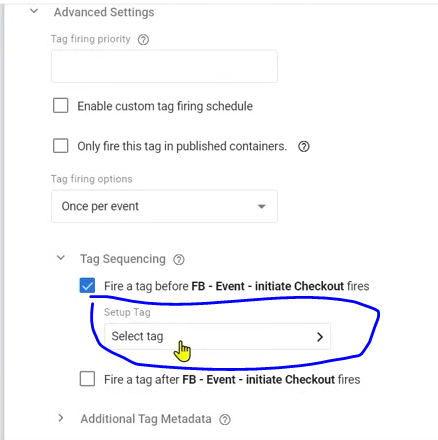 Advanced Settings
Tag firing priority
Enable custom tag firing schedule
Only fire this tag in published containers.
Tag firing options
Once per event
Tag Sequencing
Fire a tag before FB - Event - initiate Checkout fires
Setup Tag
Select tag
Fire a tag after FB - Event - initiate Checkout fires
Additional Tag Metadata